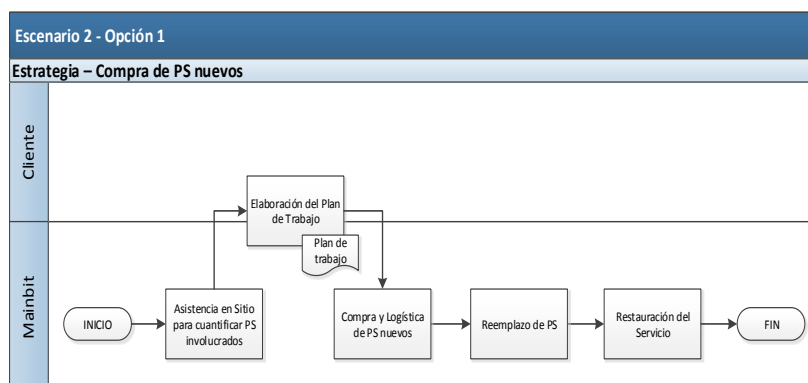 Escenario 2 - Opción 1
Estrategia – Compra de PS nuevos
Cliente
Elaboración del Plan
de Trabajo
Plan de
trabajo
Mainbit
INICIO
Asistencia en Sitio
para cuantificar PS
involucrados
Compra y Logística
de PS nuevos
Reemplazo de PS
Restauración del
Servicio
FIN